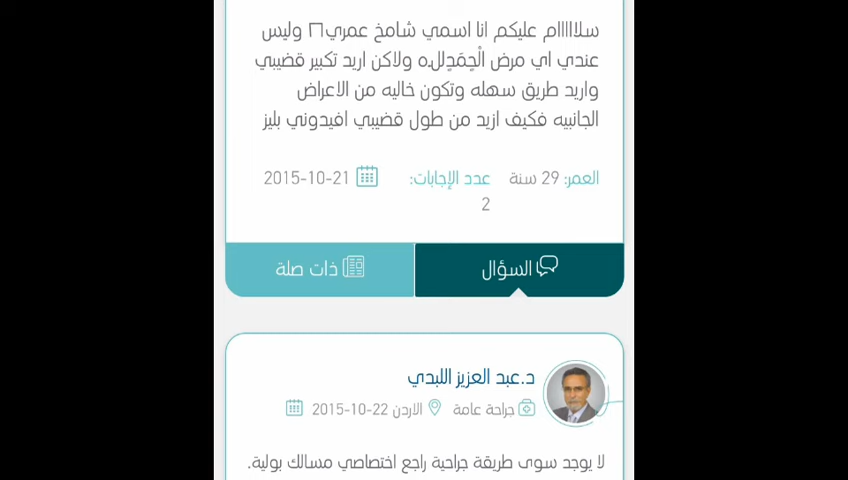 سلااااام عليكم انا اسمي شامخ عمري٢٦ وليس
عندي اي مرض الْحٍمَدٍلل٥ ولاكن اريد تكبير قضيبي
واريد طريق سهله وتكون خاليه من الاعراض
الجانبيه فكيف ازيد من طول قضيبي افيدوني بليز
العمر: 29 سنة عدد الإجابات: 2015-10-21
2
السؤال ذات صلة
د.عبد العزيز اللبدي
جراحة عامة الاردن 2015-10-22
لا يوجد سوى طريقة جراحية راجع اختصاصي مسالك بولية.